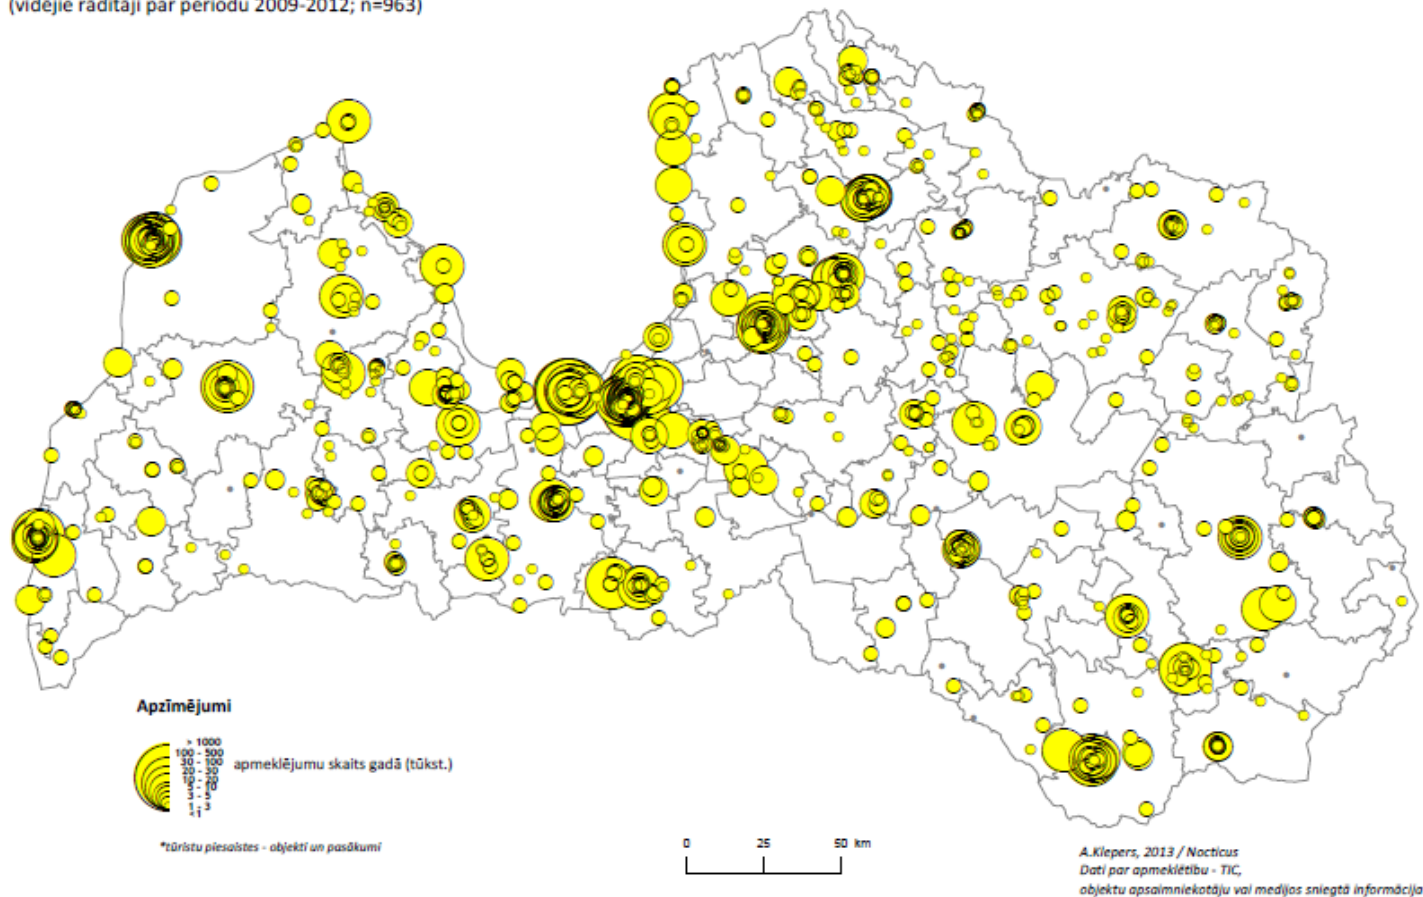 (vidējie rādītāji par periodu 2009-2012; n=963)
Apzīmējumi
> 1000
100 - 500
30 - 100
20 - 30
10 - 20
5 - 10
3 - 5
1 - 3
<1
apmeklējumu skaits gadā (tūkst.)
*tūristu piesaistes - objekti un pasākumi
0 25 50 km
A.Klepers, 2013 / Nocticus
Dati par apmeklētību - TIC,
objektu apsaimniekotāju vai medijos sniegtā informācija